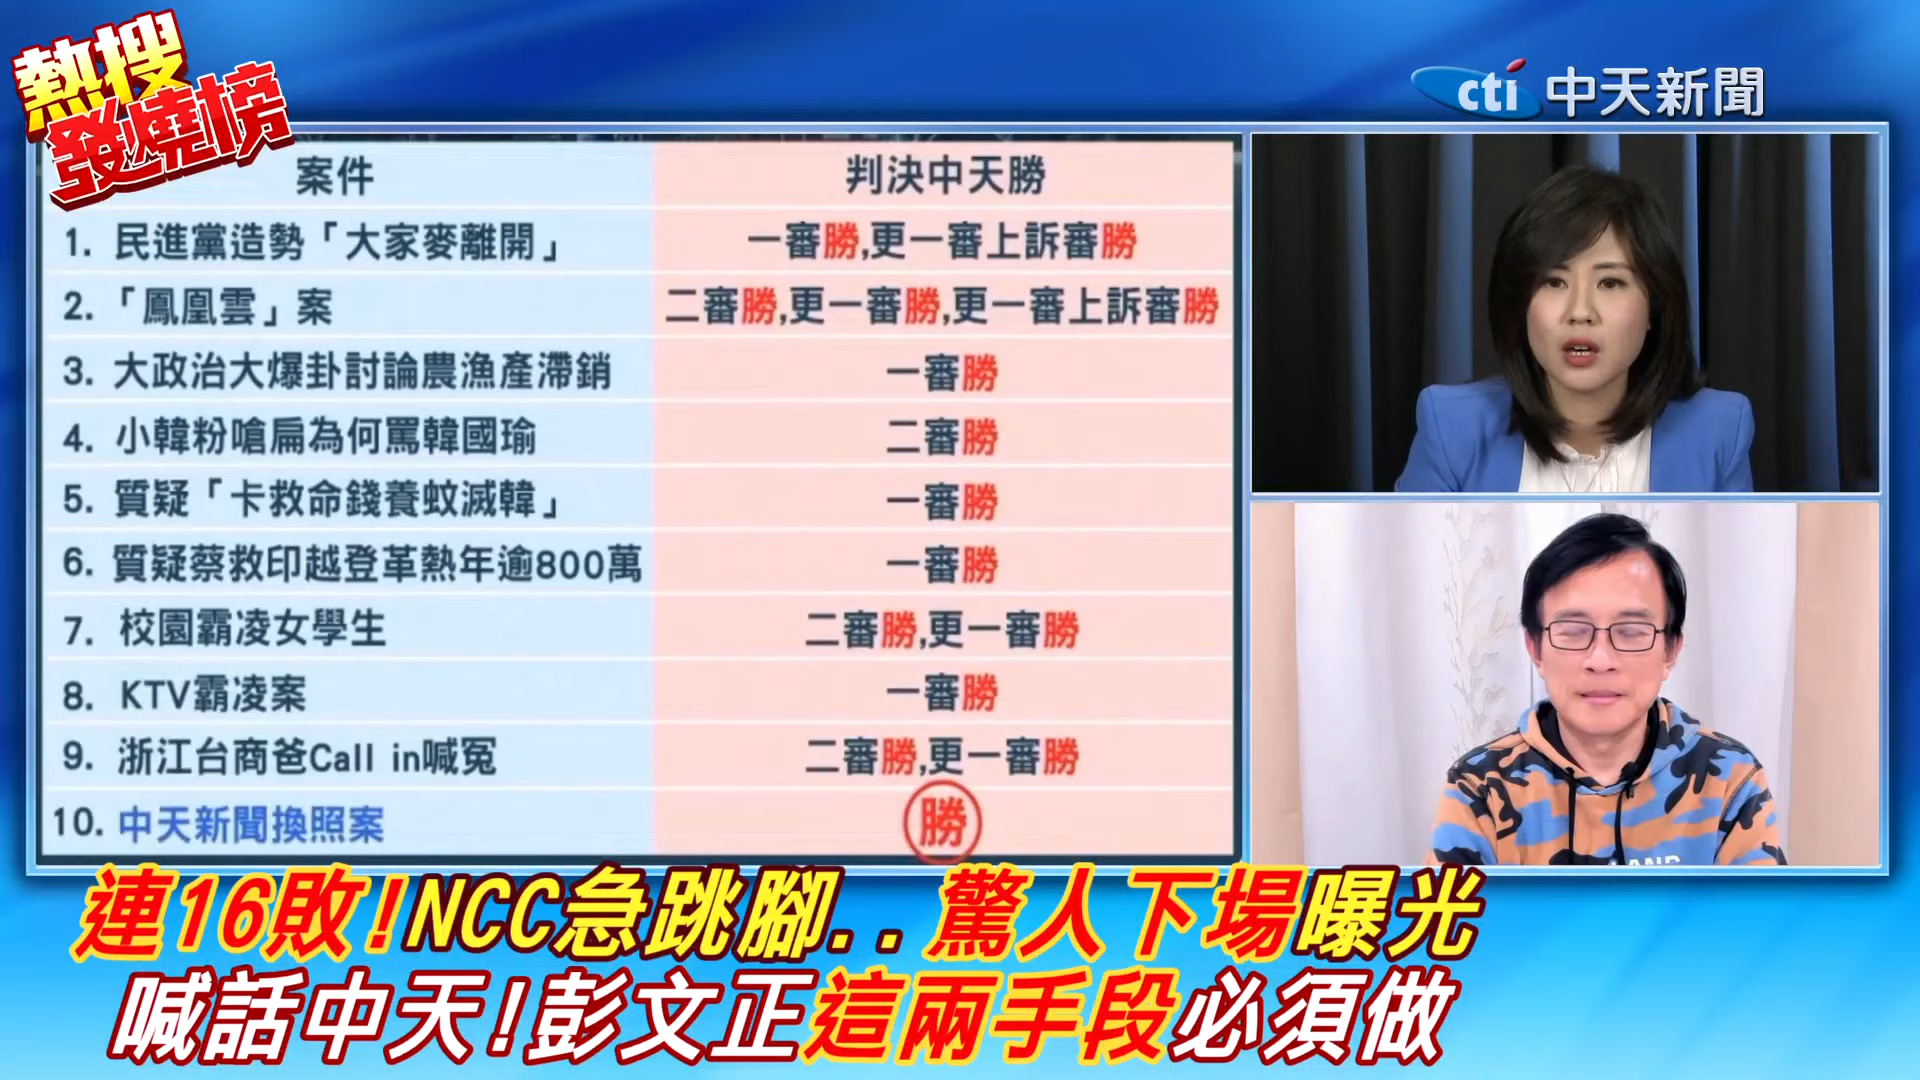 熱搜
發燒榜
cti 中天新聞
案件 判決中天勝
1. 民進黨造勢「大家麥離開」 一審勝,更一審上訴審勝
2. 「鳳凰雲」案 二審勝,更一審勝,更一審上訴審勝
3. 大政治大爆卦討論農漁產滯銷 一審勝
4. 小韓粉嗆扁為何罵韓國瑜 二審勝
5. 質疑「卡救命錢養蚊滅韓」 一審勝
6. 質疑蔡救印越登革熱年逾800萬 一審勝
7. 校園霸凌女學生 二審勝,更一審勝
8. KTV霸凌案 一審勝
9. 浙江台商爸Call in喊冤 二審勝,更一審勝
10. 中天新聞換照案 勝
連16敗!NCC急跳腳..驚人下場曝光
喊話中天!彭文正這兩手段必須做